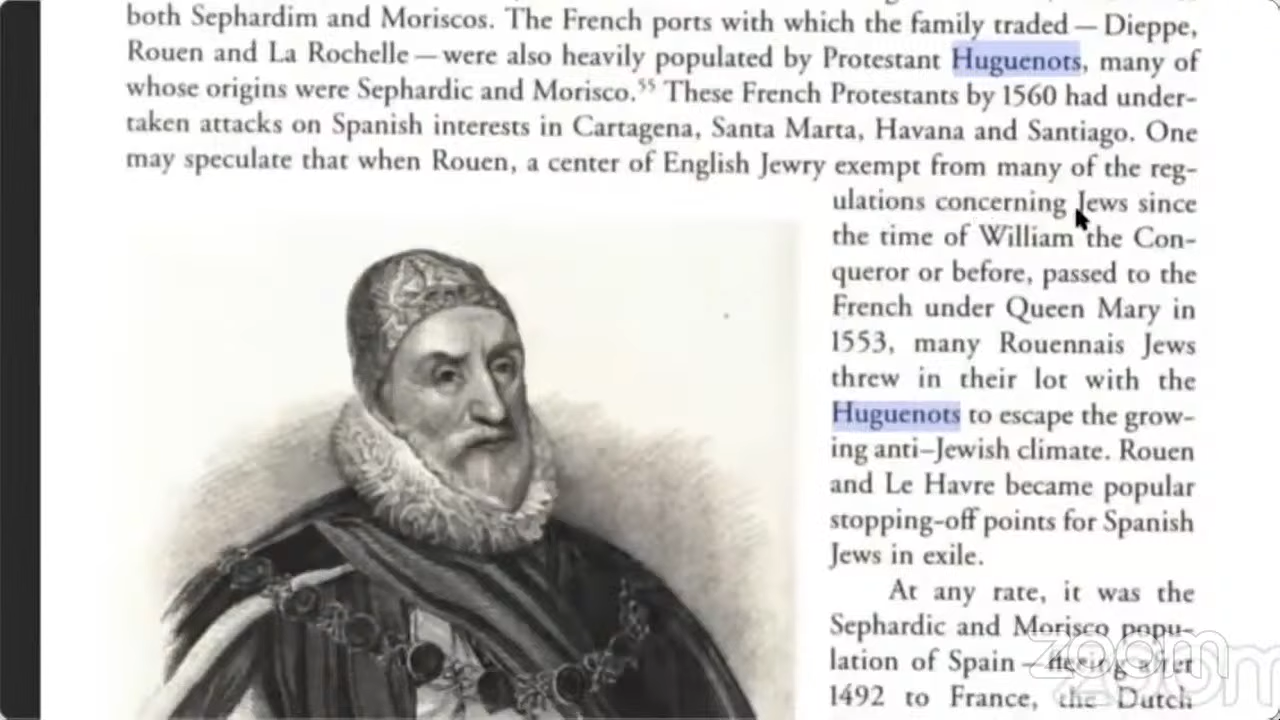 both Sephardim and Moriscos. The French ports with which the family traded — Dieppe,
Rouen and La Rochelle — were also heavily populated by Protestant Huguenots, many of
whose origins were Sephardic and Morisco.⁵⁵ These French Protestants by 1560 had under-
taken attacks on Spanish interests in Cartagena, Santa Marta, Havana and Santiago. One
may speculate that when Rouen, a center of English Jewry exempt from many of the reg-
ulations concerning Jews since
the time of William the Con-
queror or before, passed to the
French under Queen Mary in
1553, many Rouennais Jews
threw in their lot with the
Huguenots to escape the grow-
ing anti–Jewish climate. Rouen
and Le Havre became popular
stopping-off points for Spanish
Jews in exile.
At any rate, it was the
Sephardic and Morisco popu-
lation of Spain — fleeing after
1492 to France, the Dutch
zoom
zoom